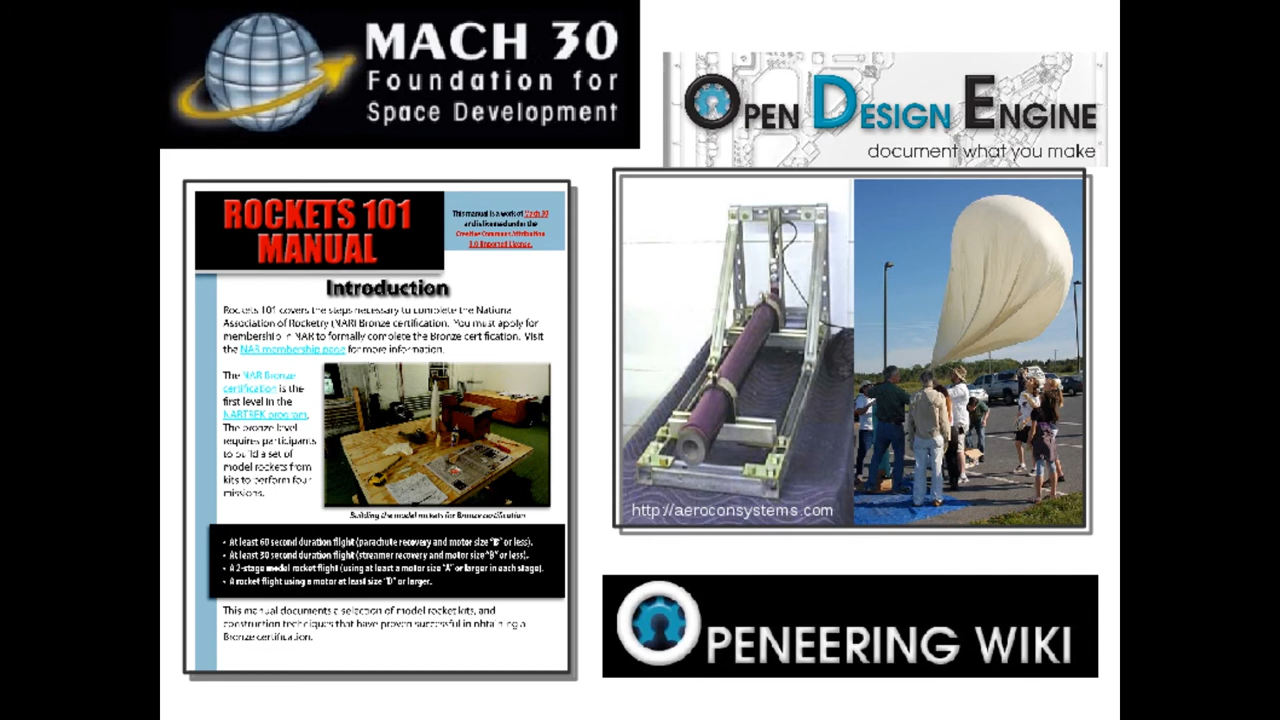 MACH 30
Foundation for
Space Development
OPEN DESIGN ENGINE
document what you make
ROCKETS 101
MANUAL
This manual is a work of Mach 30
and is licensed under the
Creative Commons Attribution
3.0 Unported License.
Introduction
Rockets 101 covers the steps necessary to complete the National
Association of Rocketry (NAR) Bronze certification. You must apply for
membership in NAR to formally complete the Bronze certification. Visit
the NAR membership page for more information.
The NAR Bronze
certification is the
first level in the
NARTREK program.
The bronze level
requires participants
to build a set of
model rockets from
kits to perform four
missions.
Building the model rockets for Bronze certification
• At least 60 second duration flight (parachute recovery and motor size "B" or less).
• At least 30 second duration flight (streamer recovery and motor size "B" or less).
• A 2-stage model rocket flight (using at least a motor size "A" or larger in each stage).
• A rocket flight using a motor at least size "D" or larger.
This manual documents a selection of model rocket kits, and
construction techniques that have proven successful in obtaining a
Bronze certification.
http://aeroconsystems.com
OPENEERING WIKI